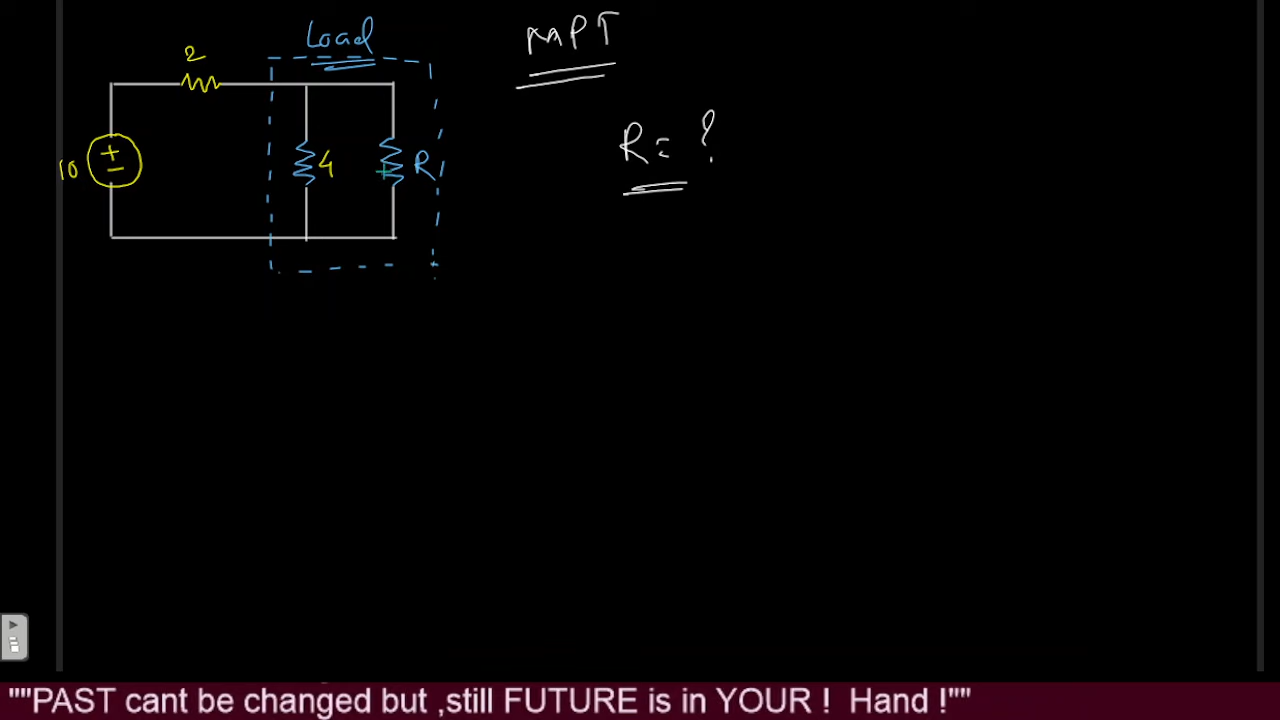 Load
MPT
2
10
4
R
R = ?
""PAST cant be changed but ,still FUTURE is in YOUR ! Hand !""